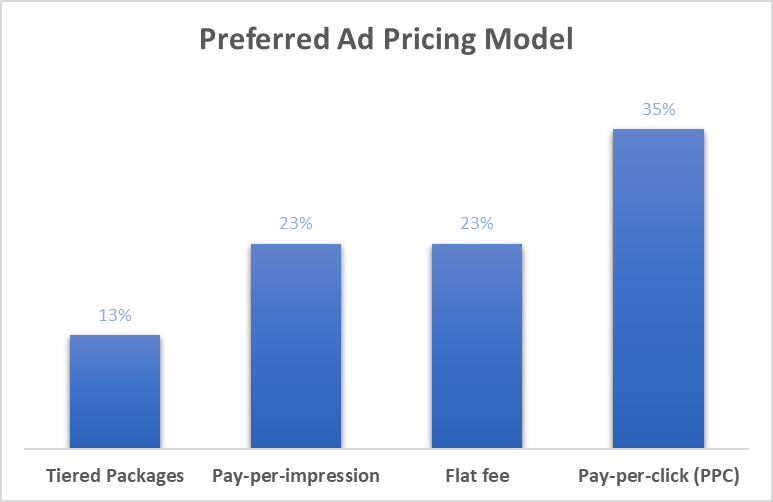 Preferred Ad Pricing Model
35%
23%
23%
13%
Tiered Packages
Pay-per-impression
Flat fee
Pay-per-click (PPC)